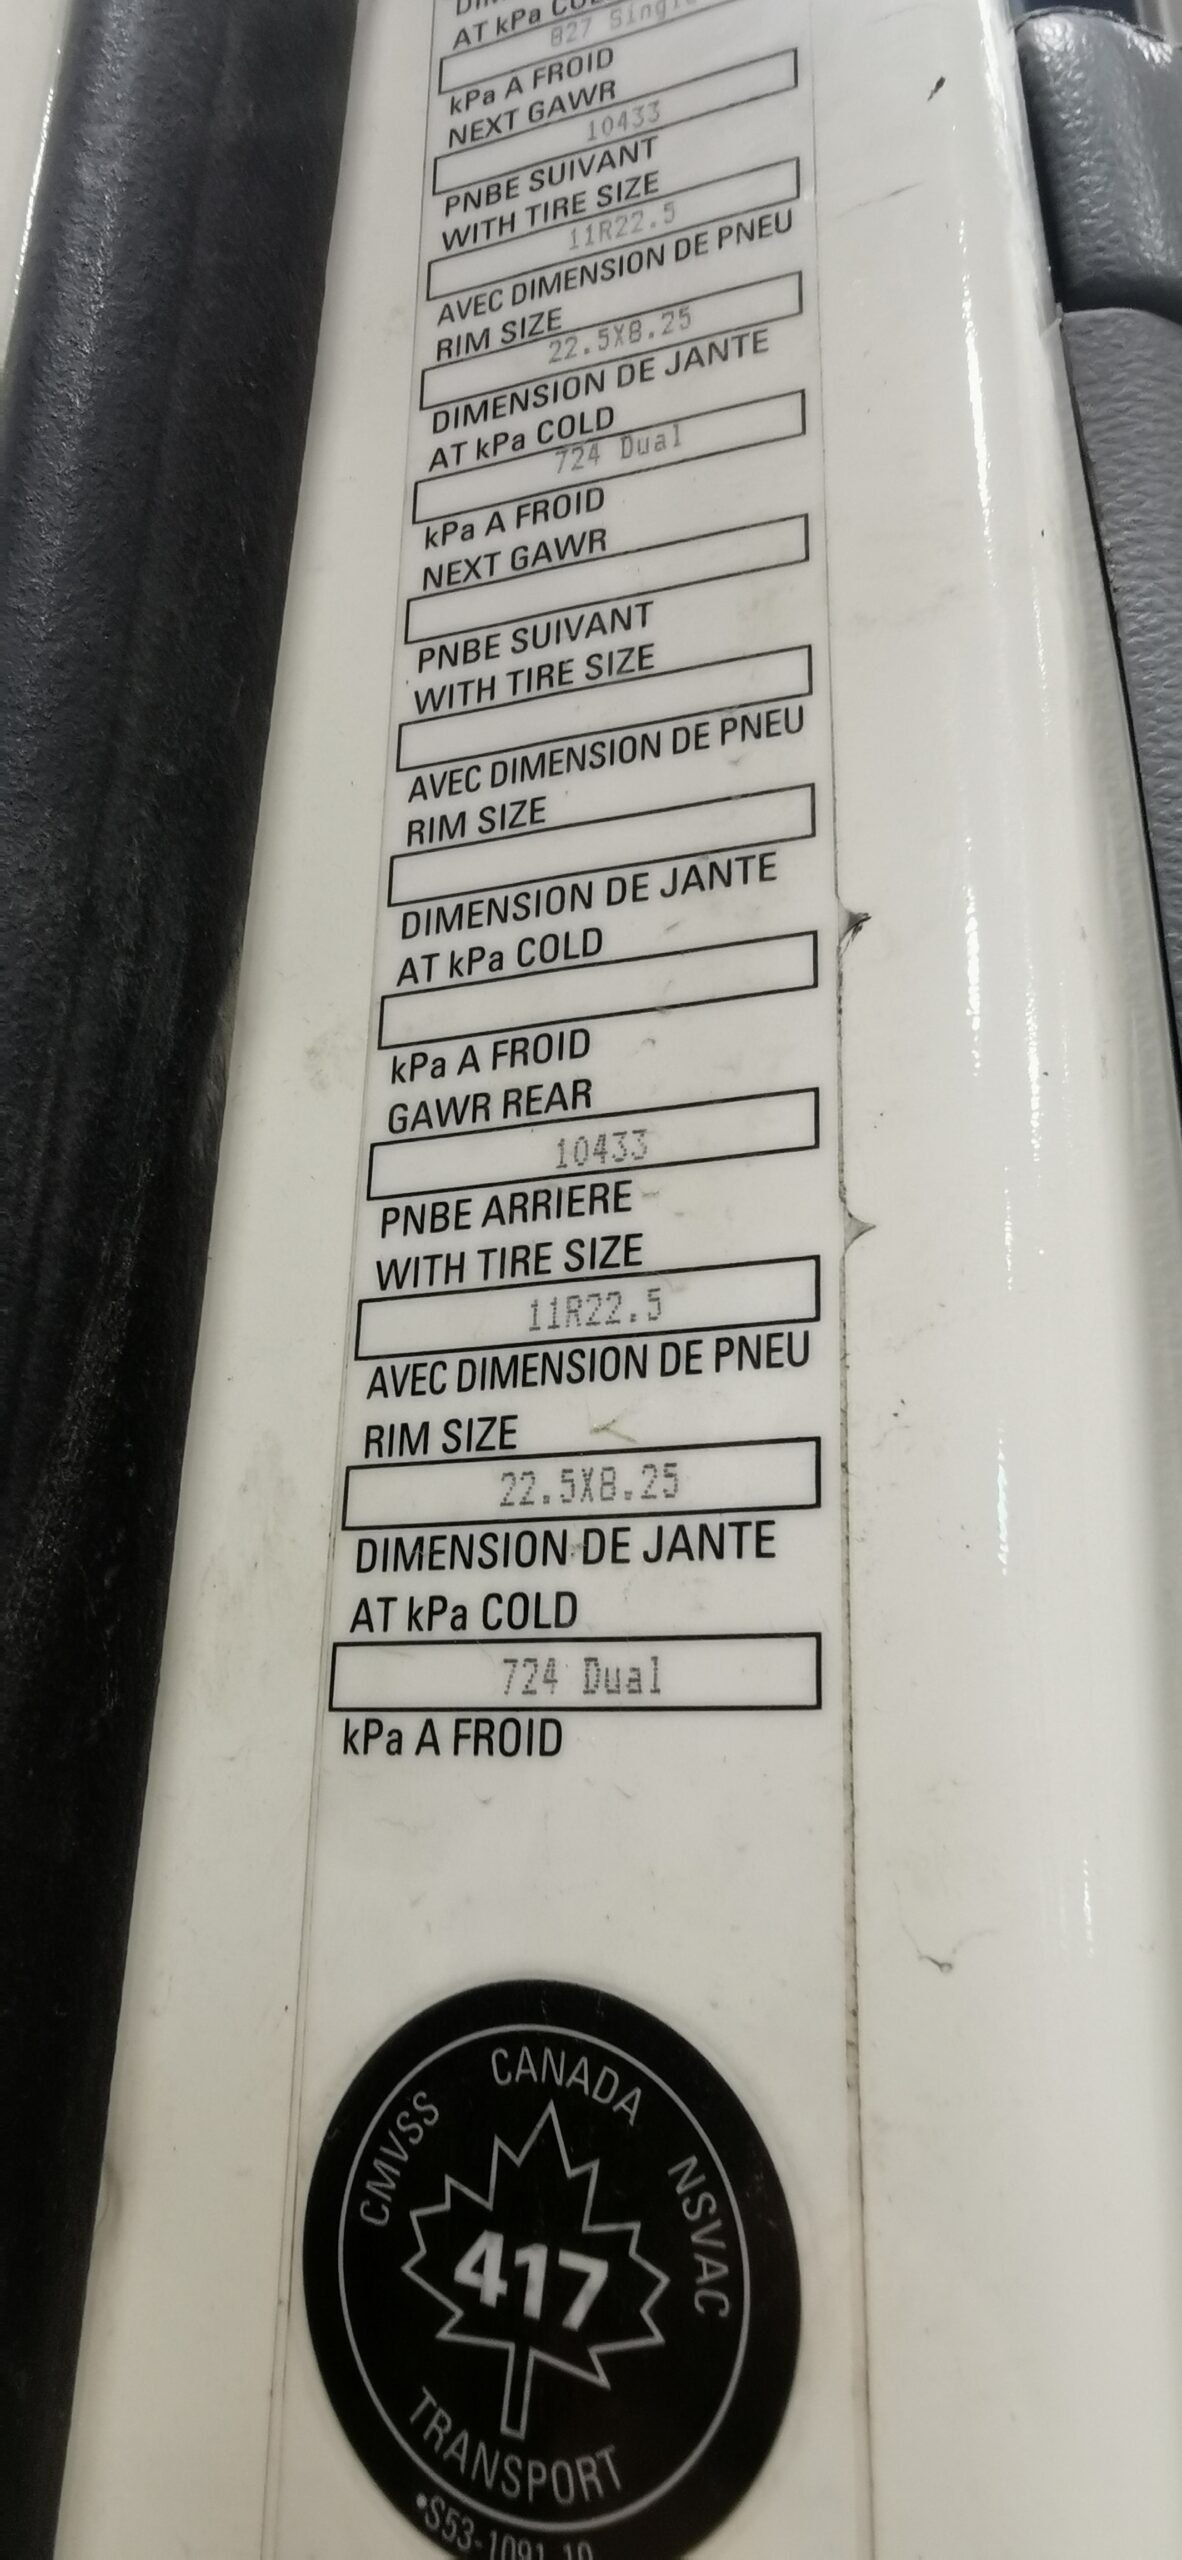 AT kPa
827
kPa A FROID
NEXT GAWR
10433
PNBE SUIVANT
WITH TIRE SIZE
11R22.5
AVEC DIMENSION DE PNEU
RIM SIZE
22.5X8.25
DIMENSION DE JANTE
AT kPa COLD
724 Dual
kPa A FROID
NEXT GAWR
PNBE SUIVANT
WITH TIRE SIZE
AVEC DIMENSION DE PNEU
RIM SIZE
DIMENSION DE JANTE
AT kPa COLD
kPa A FROID
GAWR REAR
10433
PNBE ARRIERE
WITH TIRE SIZE
11R22.5
AVEC DIMENSION DE PNEU
RIM SIZE
22.5X8.25
DIMENSION DE JANTE
AT kPa COLD
724 Dual
kPa A FROID
CMVSS CANADA NSVAC
417
TRANSPORT
•S53-1091-10